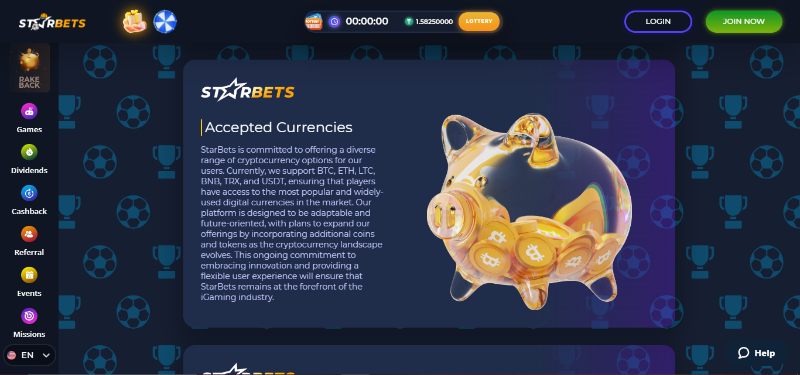 STARBETS
00:00:00
1.58250000
LOTTERY
LOGIN
JOIN NOW
RAKE
BACK
Games
Dividends
Cashback
Referral
Events
Missions
EN
STARBETS
Accepted Currencies
StarBets is committed to offering a diverse
range of cryptocurrency options for our
users. Currently, we support BTC, ETH, LTC,
BNB, TRX, and USDT, ensuring that players
have access to the most popular and widely-
used digital currencies in the market. Our
platform is designed to be adaptable and
future-oriented, with plans to expand our
offerings by incorporating additional coins
and tokens as the cryptocurrency landscape
evolves. This ongoing commitment to
embracing innovation and providing a
flexible user experience will ensure that
StarBets remains at the forefront of the
iGaming industry.
STARBETS
Help